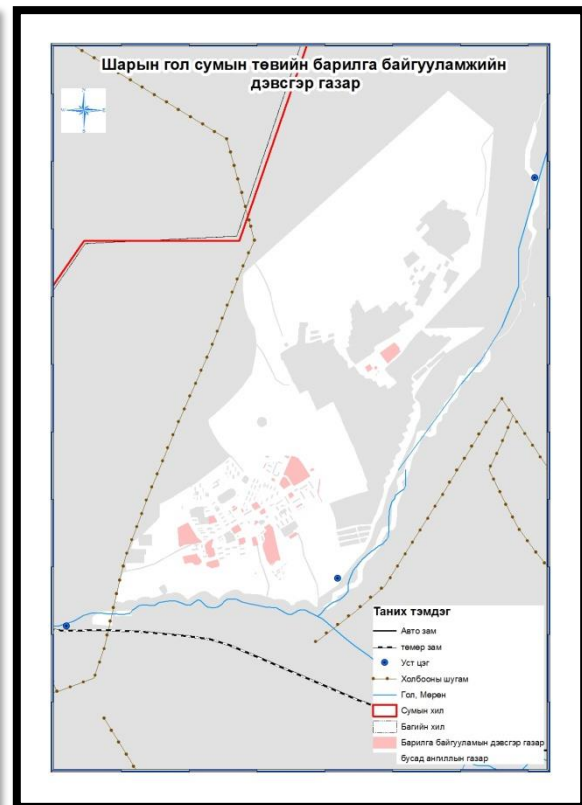 Шарын гол сумын төвийн барилга байгууламжийн
дэвсгэр газар
Таних тэмдэг
Авто зам
төмөр зам
Уст цэг
Холбооны шугам
Гол, Мөрөн
Сумын хил
Багийн хил
Барилга байгууламын дэвсгэр газар
бусад ангиллын газар